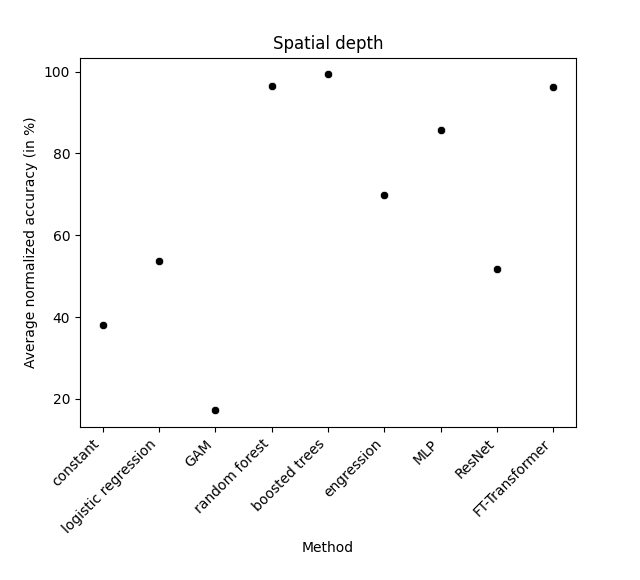 Spatial depth
Average normalized accuracy (in %)
100
80
60
40
20
constant
logistic regression
GAM
random forest
boosted trees
engression
MLP
ResNet
FT-Transformer
Method